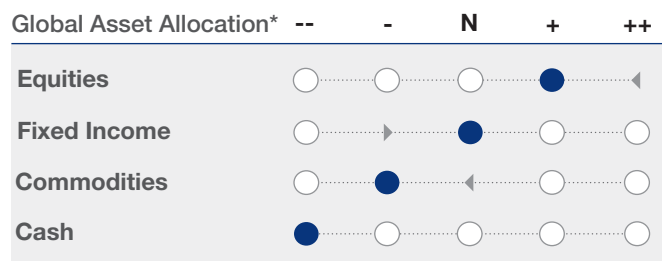 Global Asset Allocation* -- - N + ++
Equities
Fixed Income
Commodities
Cash